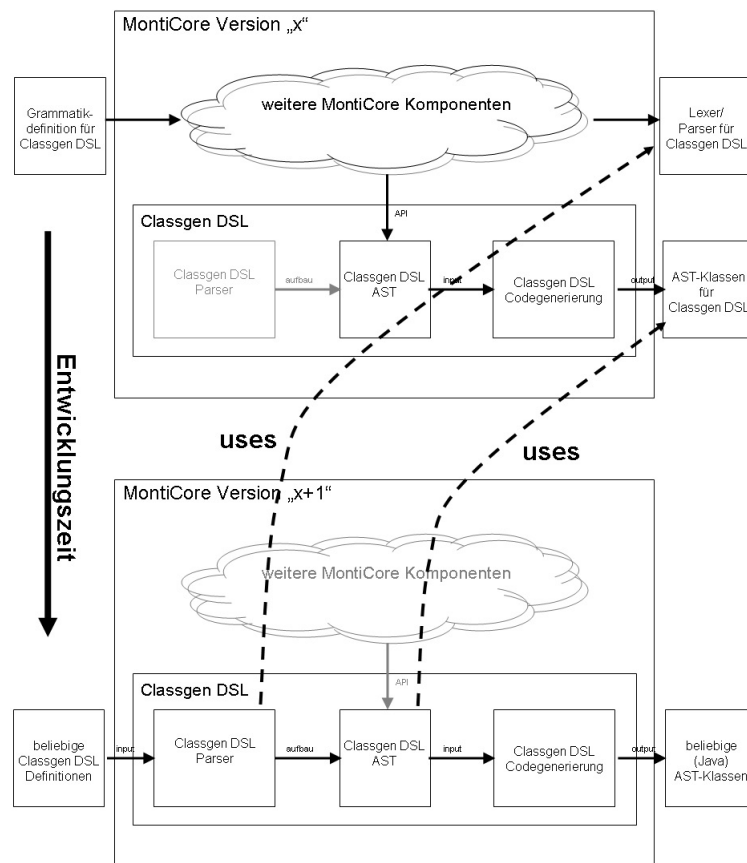 MontiCore Version „x“
Grammatik-
definition für
Classgen DSL
weitere MontiCore Komponenten
Lexer/
Parser für
Classgen DSL
API
Classgen DSL
Classgen DSL
Parser
aufbau
Classgen DSL
AST
input
Classgen DSL
Codegenerierung
output
AST-Klassen
für
Classgen DSL
Entwicklungszeit
uses
uses
MontiCore Version „x+1“
weitere MontiCore Komponenten
API
Classgen DSL
beliebige
Classgen DSL
Definitionen
input
Classgen DSL
Parser
aufbau
Classgen DSL
AST
input
Classgen DSL
Codegenerierung
output
beliebige
(Java)
AST-Klassen